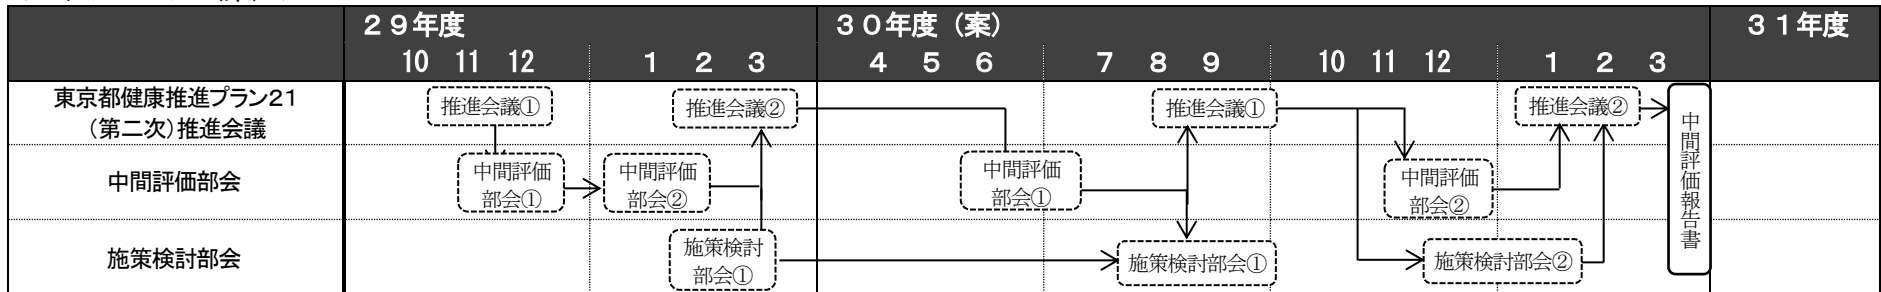 ２９年度 ３０年度（案） ３１年度
10 11 12 1 2 3 4 5 6 7 8 9 10 11 12 1 2 3
東京都健康推進プラン２１
（第二次）推進会議
推進会議① 推進会議② 推進会議① 推進会議②
中間評価報告書
中間評価部会
中間評価
部会①
中間評価
部会②
中間評価
部会①
中間評価
部会②
施策検討部会
施策検討
部会①
施策検討部会①
施策検討部会②